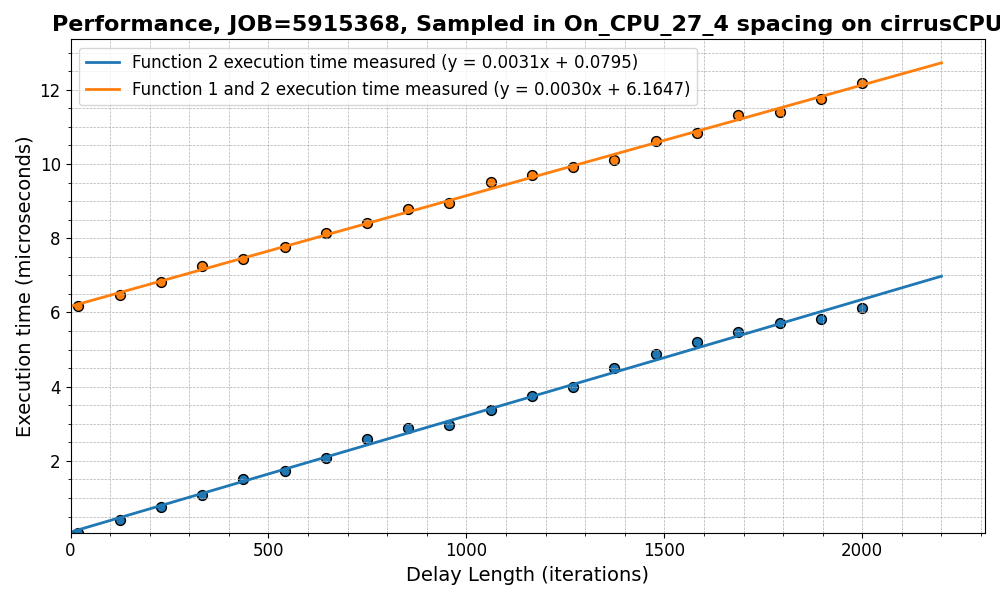 Performance, JOB=5915368, Sampled in On_CPU_27_4 spacing on cirrusCPU
Function 2 execution time measured (y = 0.0031x + 0.0795)
Function 1 and 2 execution time measured (y = 0.0030x + 6.1647)
Execution time (microseconds)
12
10
8
6
4
2
0 500 1000 1500 2000
Delay Length (iterations)